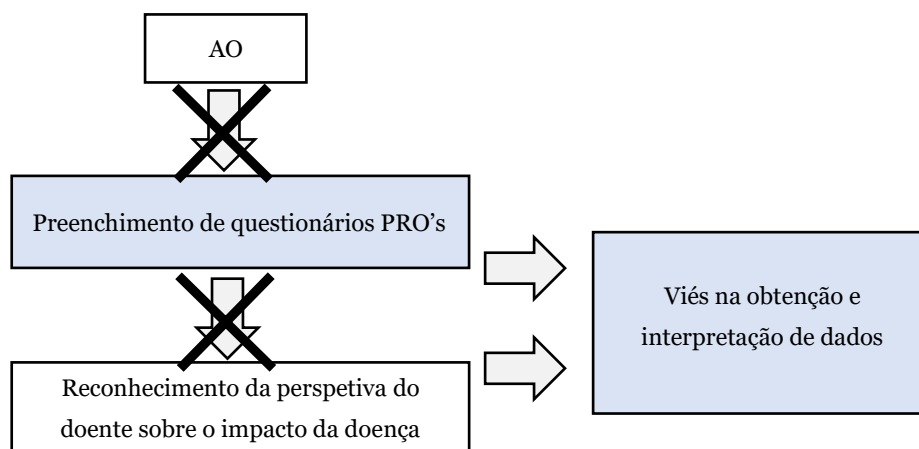 AO
Preenchimento de questionários PRO's
Viés na obtenção e
interpretação de dados
Reconhecimento da perspetiva do
doente sobre o impacto da doença